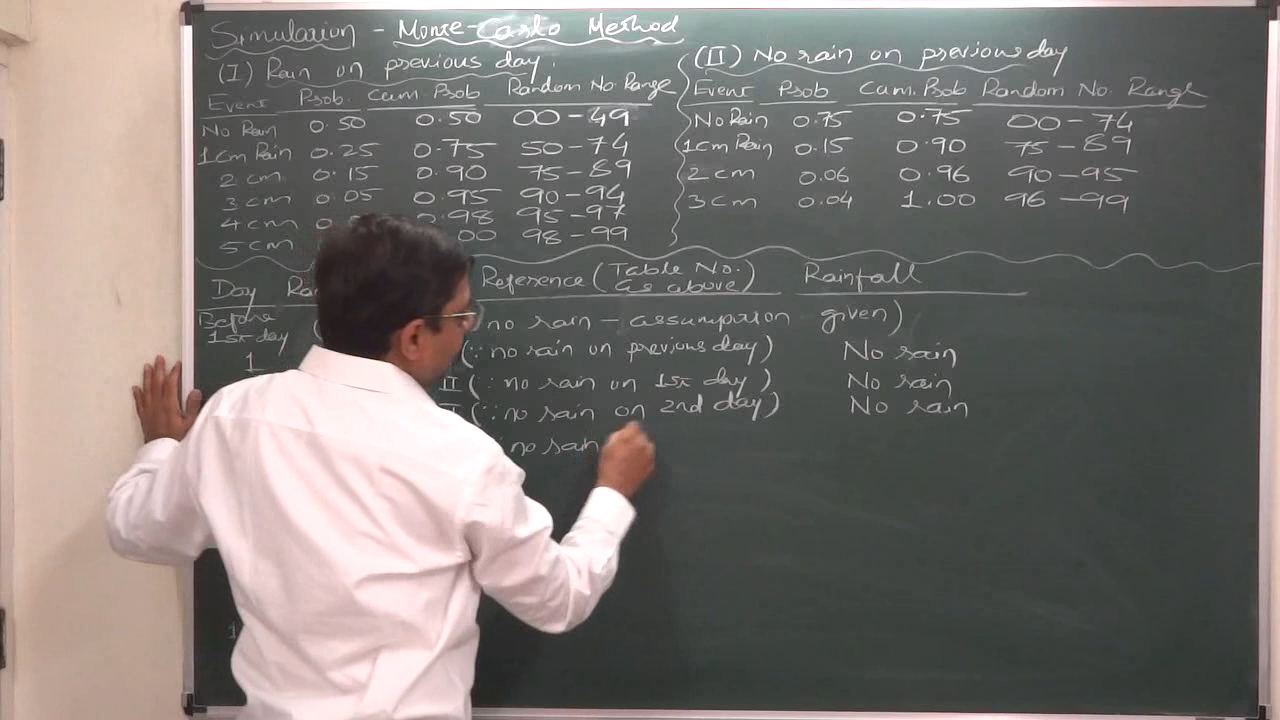 Simulation - Monte-Carlo Method
(I) Rain on previous day:
Event Prob. Cum. Prob Random No. Range
No Rain 0.50 0.50 00-49
1 cm Rain 0.25 0.75 50-74
2 cm 0.15 0.90 75-89
3 cm 0.05 0.95 90-94
4 cm 0.98 95-97
5 cm 00 98-99
(II) No rain on previous day
Event Prob Cum. Prob Random No. Range
No Rain 0.75 0.75 00-74
1 cm Rain 0.15 0.90 75-89
2 cm 0.06 0.96 90-95
3 cm 0.04 1.00 96-99
Day Reference (Table No. as above) Rainfall
Before 1st day ( no rain - assumption given)
1 (∵ no rain on previous day) No rain
II (∵ no rain on 1st day) No rain
(∵ no rain on 2nd day) No rain
∵ no rain